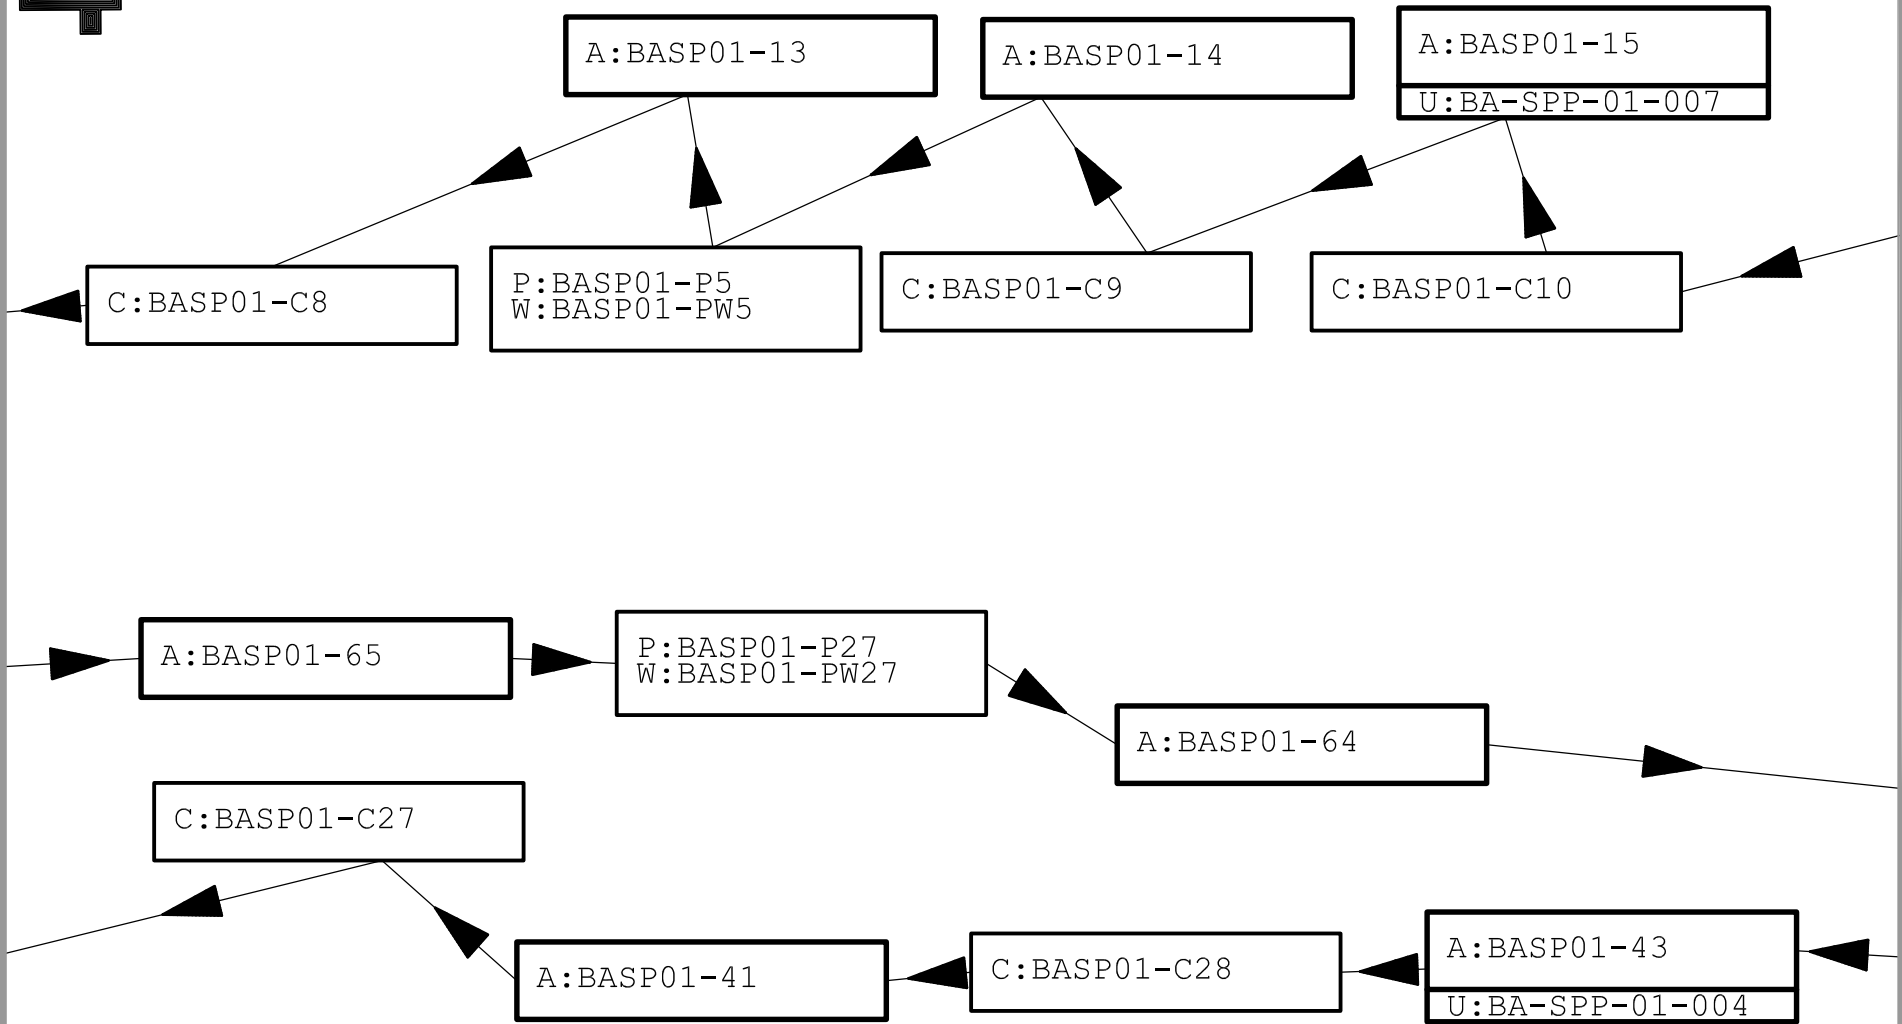 A:BASP01-13
A:BASP01-14
A:BASP01-15
U:BA-SPP-01-007
C:BASP01-C8
P:BASP01-P5
W:BASP01-PW5
C:BASP01-C9
C:BASP01-C10
A:BASP01-65
P:BASP01-P27
W:BASP01-PW27
A:BASP01-64
C:BASP01-C27
A:BASP01-41
C:BASP01-C28
A:BASP01-43
U:BA-SPP-01-004